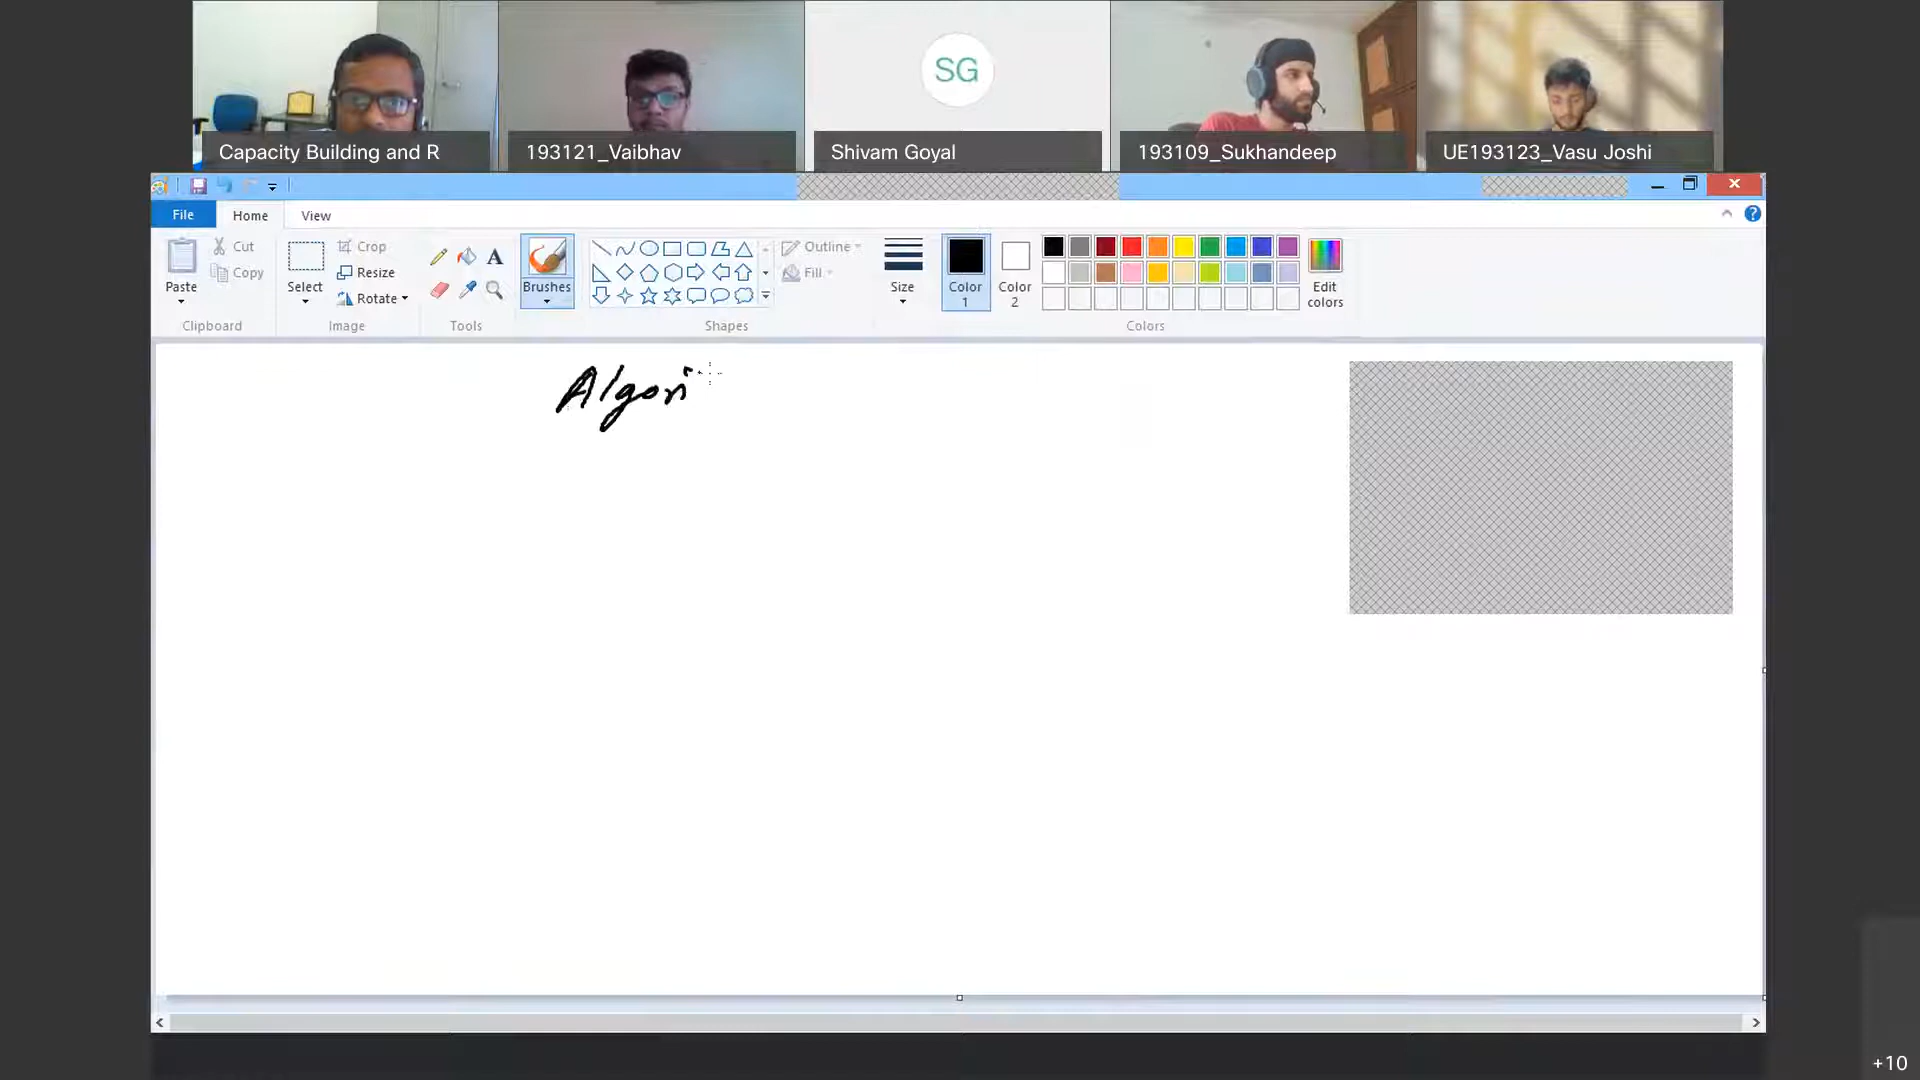 SG
Capacity Building and R
193121_Vaibhav
Shivam Goyal
193109_Sukhandeep
UE193123_Vasu Joshi
File
Home
View
Paste
Cut
Copy
Clipboard
Select
Crop
Resize
Rotate
Image
A
Tools
Brushes
Shapes
Outline
Fill
Size
Color 1
Color 2
Edit colors
Colors
Algori
+10